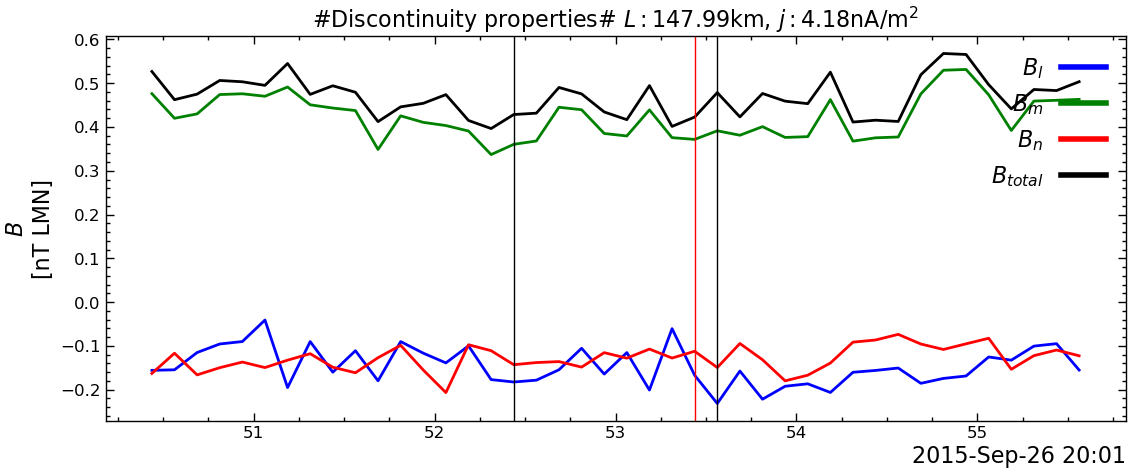 #Discontinuity properties# L : 147.99km, j : 4.18nA/m²
B
[nT LMN]
0.6
0.5
0.4
0.3
0.2
0.1
0.0
−0.1
−0.2
B_l
B_m
B_n
B_total
51 52 53 54 55
2015-Sep-26 20:01